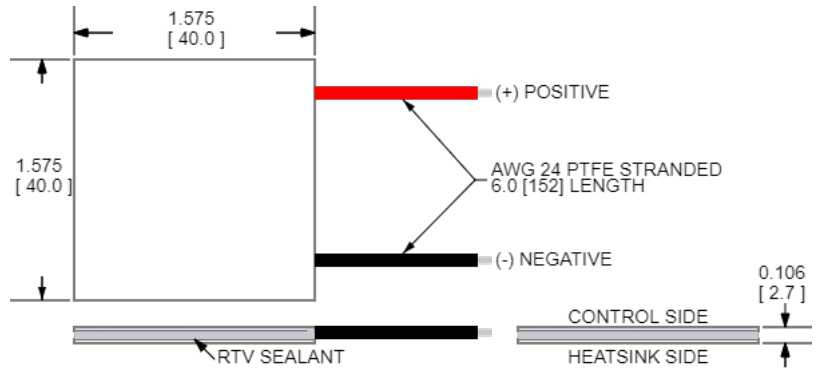 1.575
[ 40.0 ]
(+) POSITIVE
1.575
[ 40.0 ]
AWG 24 PTFE STRANDED
6.0 [152] LENGTH
(-) NEGATIVE
0.106
[ 2.7 ]
CONTROL SIDE
RTV SEALANT
HEATSINK SIDE